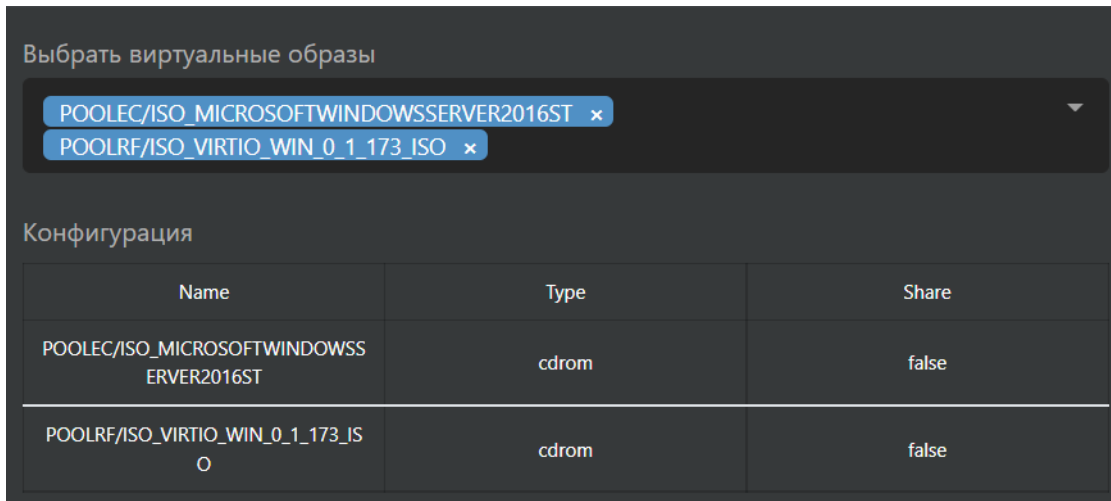 Выбрать виртуальные образы
POOLEC/ISO_MICROSOFTWINDOWSSERVER2016ST ×
POOLRF/ISO_VIRTIO_WIN_0_1_173_ISO ×
Конфигурация
Name Type Share
POOLEC/ISO_MICROSOFTWINDOWSS
ERVER2016ST cdrom false
POOLRF/ISO_VIRTIO_WIN_0_1_173_IS
O cdrom false